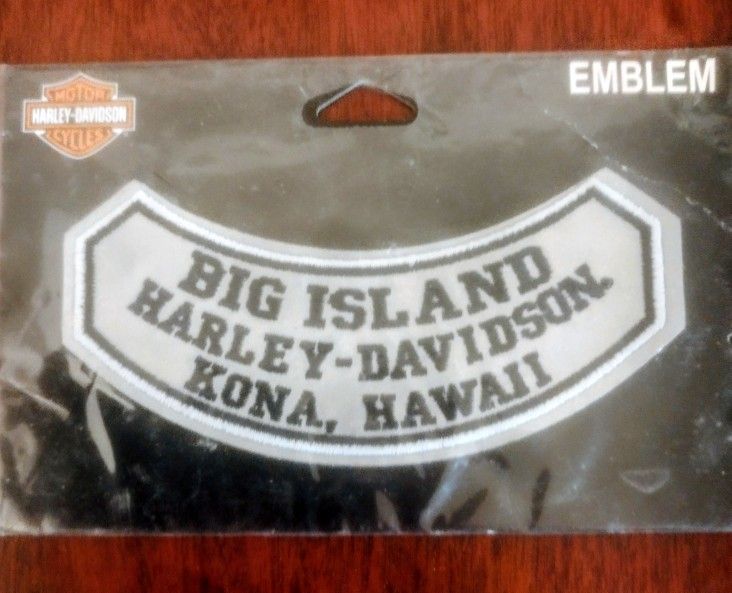 EMBLEM
MOTOR
HARLEY-DAVIDSON
CYCLES
BIG ISLAND
HARLEY-DAVIDSON®
KONA, HAWAII